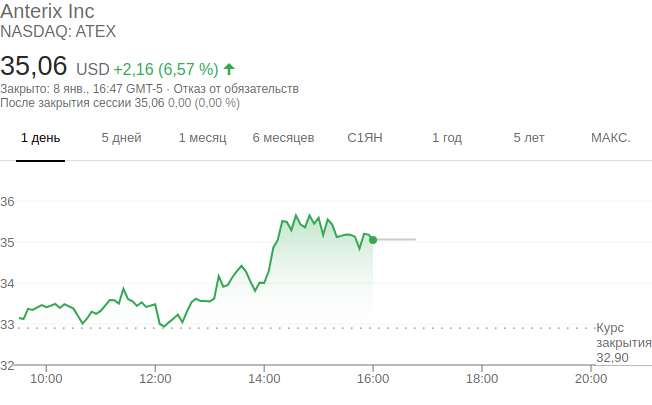 Anterix Inc
NASDAQ: ATEX
35,06 USD +2,16 (6,57 %)
Закрыто: 8 янв., 16:47 GMT-5 · Отказ от обязательств
После закрытия сессии 35,06 0,00 (0,00 %)
1 день 5 дней 1 месяц 6 месяцев С1ЯН 1 год 5 лет МАКС.
36
35
34
33
32
Курс
закрытия
32,90
10:00 12:00 14:00 16:00 18:00 20:00